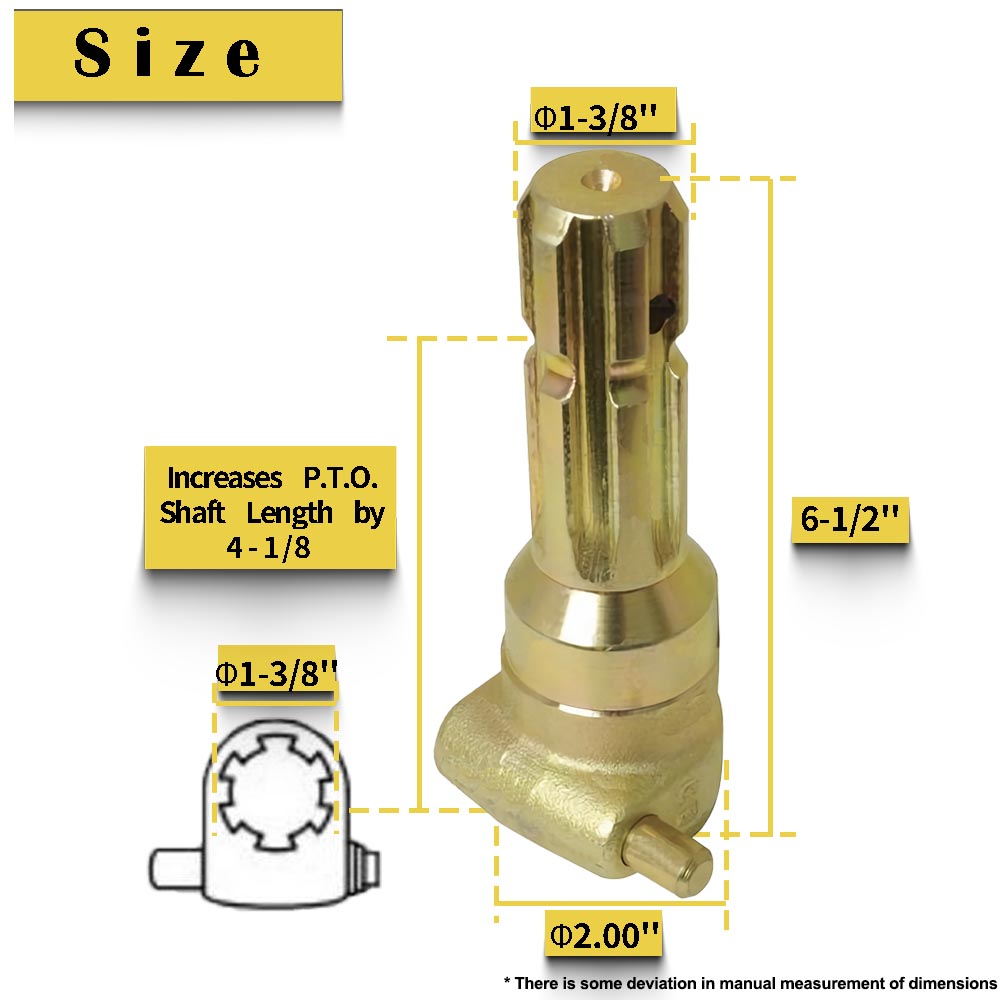 Size
Φ1-3/8''
Increases P.T.O.
Shaft Length by
4-1/8
6-1/2''
Φ1-3/8''
Φ2.00''
* There is some deviation in manual measurement of dimensions